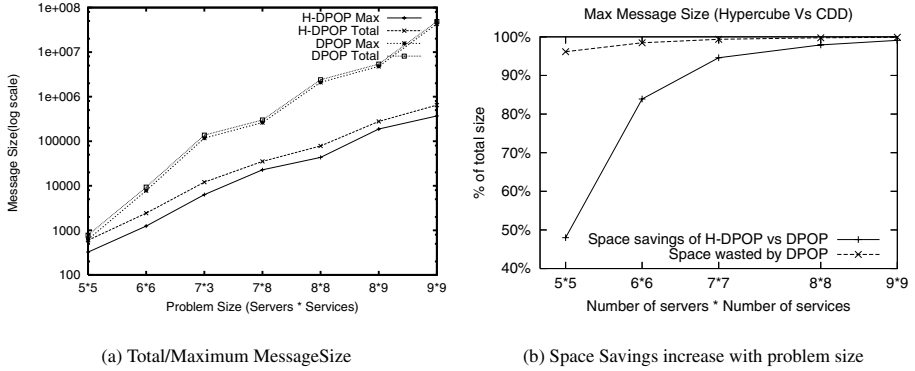 1e+008
1e+007
1e+006
100000
10000
1000
100
Message Size(log scale)
H-DPOP Max
H-DPOP Total
DPOP Max
DPOP Total
5*5 6*6 7*3 7*8 8*8 8*9 9*9
Problem Size (Servers * Services)
(a) Total/Maximum MessageSize
Max Message Size (Hypercube Vs CDD)
100%
90%
80%
70%
60%
50%
40%
% of total size
Space savings of H-DPOP vs DPOP
Space wasted by DPOP
5*5 6*6 7*7 8*8 9*9
Number of servers * Number of services
(b) Space Savings increase with problem size